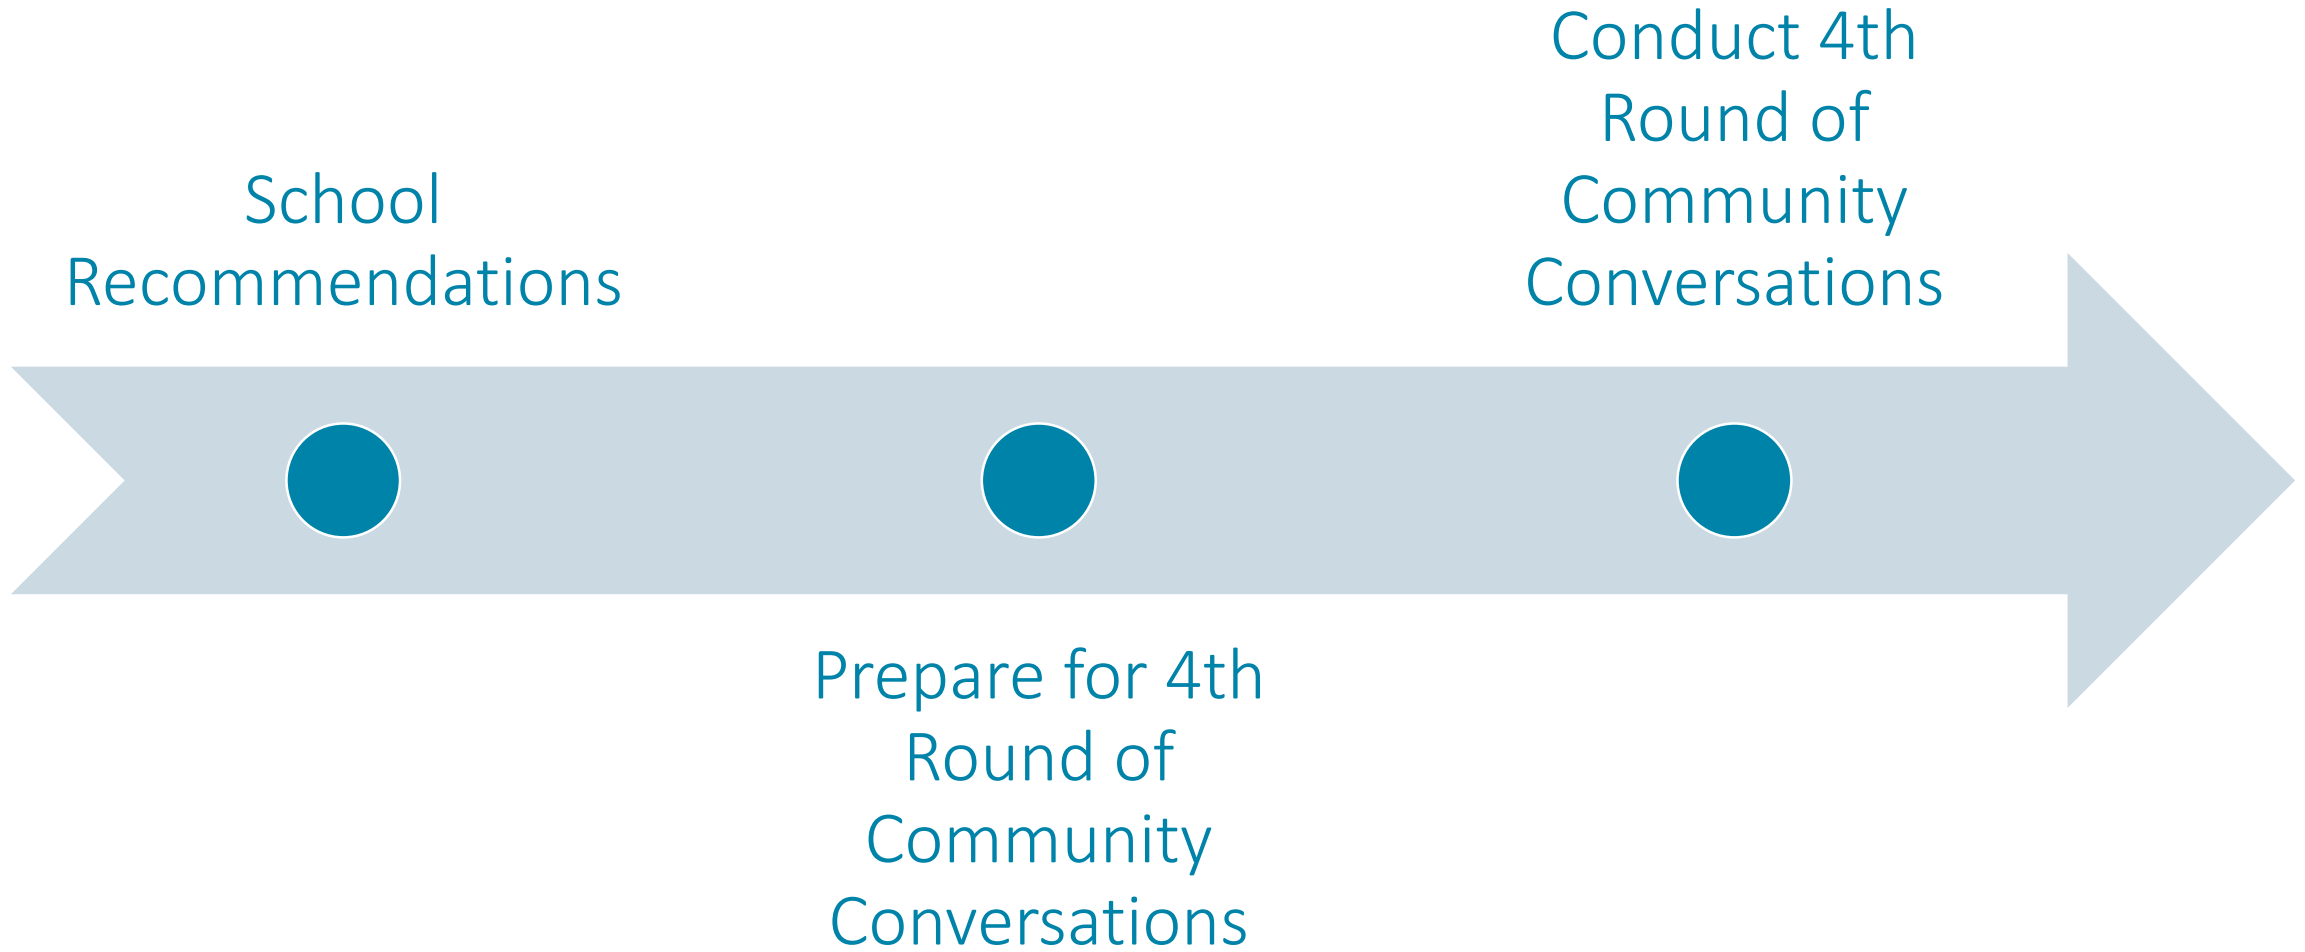 School
Recommendations
Prepare for 4th
Round of
Community
Conversations
Conduct 4th
Round of
Community
Conversations